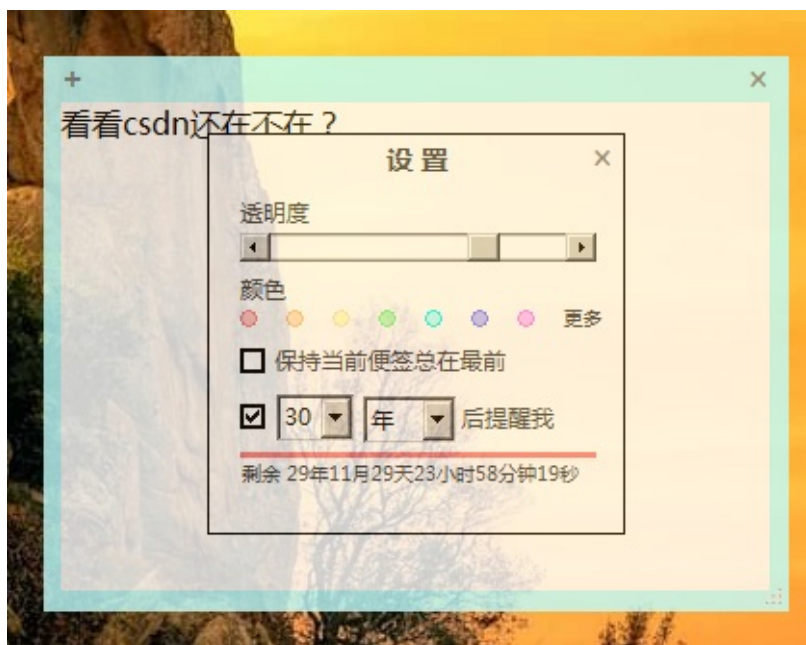 看看csdn还在不在？
设置
透明度
颜色
更多
保持当前便签总在最前
30 年 后提醒我
剩余 29年11月29天23小时58分钟19秒